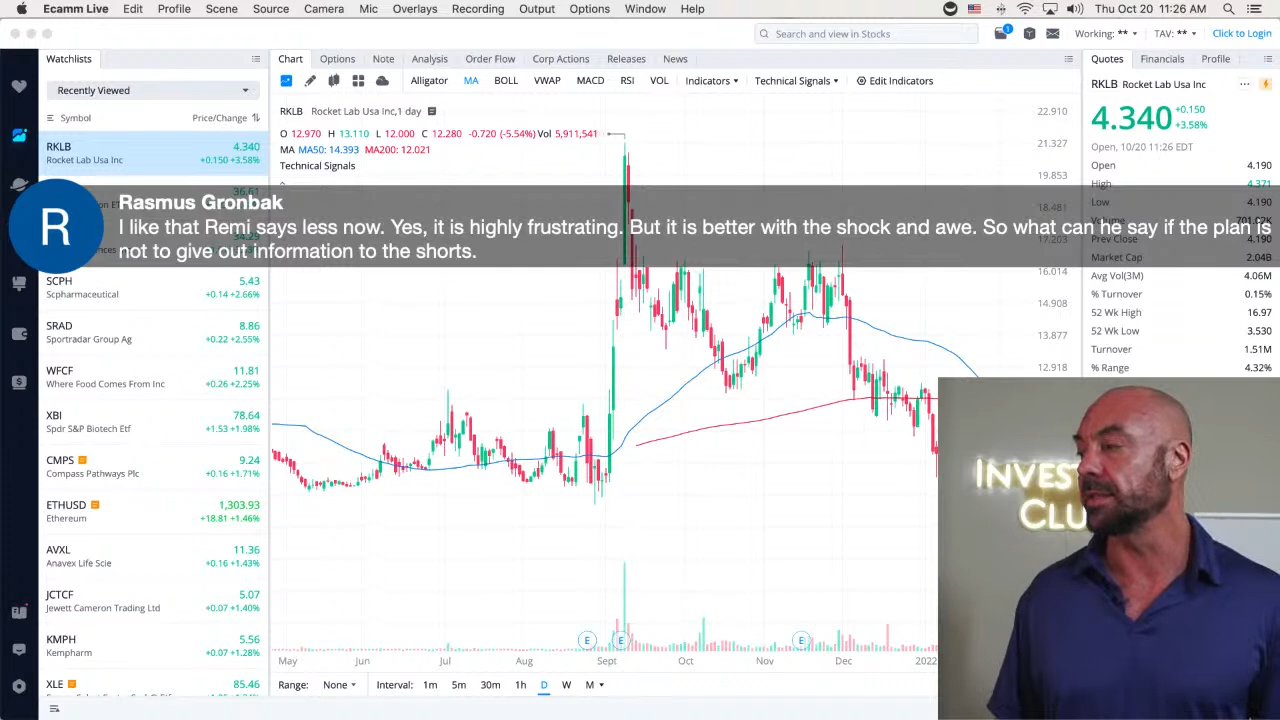 Ecamm Live Edit Profile Scene Source Camera Mic Overlays Recording Output Options Window Help Thu Oct 20 11:26 AM
Search and view in Stocks 1 Working: ** TAV: ** Click to Login
Watchlists
Recently Viewed
Symbol Price/Change
RKLB 4.340
Rocket Lab Usa Inc +0.150 +3.58%
SCPH 5.43
Scpharmaceutical +0.14 +2.66%
SRAD 8.86
Sportradar Group Ag +0.22 +2.55%
WFCF 11.81
Where Food Comes From Inc +0.26 +2.25%
XBI 78.64
Spdr S&P Biotech Etf +1.53 +1.98%
CMPS 9.24
Compass Pathways Plc +0.16 +1.71%
ETHUSD 1,303.93
Ethereum +18.81 +1.46%
AVXL 11.36
Anavex Life Scie +0.16 +1.43%
JCTCF 5.07
Jewett Cameron Trading Ltd +0.07 +1.40%
KMPH 5.56
Kempharm +0.07 +1.28%
XLE 85.46
Chart Options Note Analysis Order Flow Corp Actions Releases News
Alligator MA BOLL VWAP MACD RSI VOL Indicators Technical Signals Edit Indicators
RKLB Rocket Lab Usa Inc,1 day
O 12.970 H 13.110 L 12.000 C 12.280 -0.720 (-5.54%) Vol 5,911,541
MA MA50: 14.393 MA200: 12.021
Technical Signals
22.910
21.327
19.853
18.481
17.203
16.014
14.908
13.877
12.918
Rasmus Gronbak
R
I like that Remi says less now. Yes, it is highly frustrating. But it is better with the shock and awe. So what can he say if the plan is
not to give out information to the shorts.
E E E
May Jun Jul Aug Sept Oct Nov Dec 2022
Range: None Interval: 1m 5m 30m 1h D W M
Quotes Financials Profile
RKLB Rocket Lab Usa Inc
4.340 +0.150
+3.58%
Open, 10/20 11:26 EDT
Open 4.190
High 4.371
Low 4.190
Volume
Prev Close 4.190
Market Cap 2.04B
Avg Vol(3M) 4.06M
% Turnover 0.15%
52 Wk High 16.97
52 Wk Low 3.530
Turnover 1.51M
% Range 4.32%
INVEST
CLU